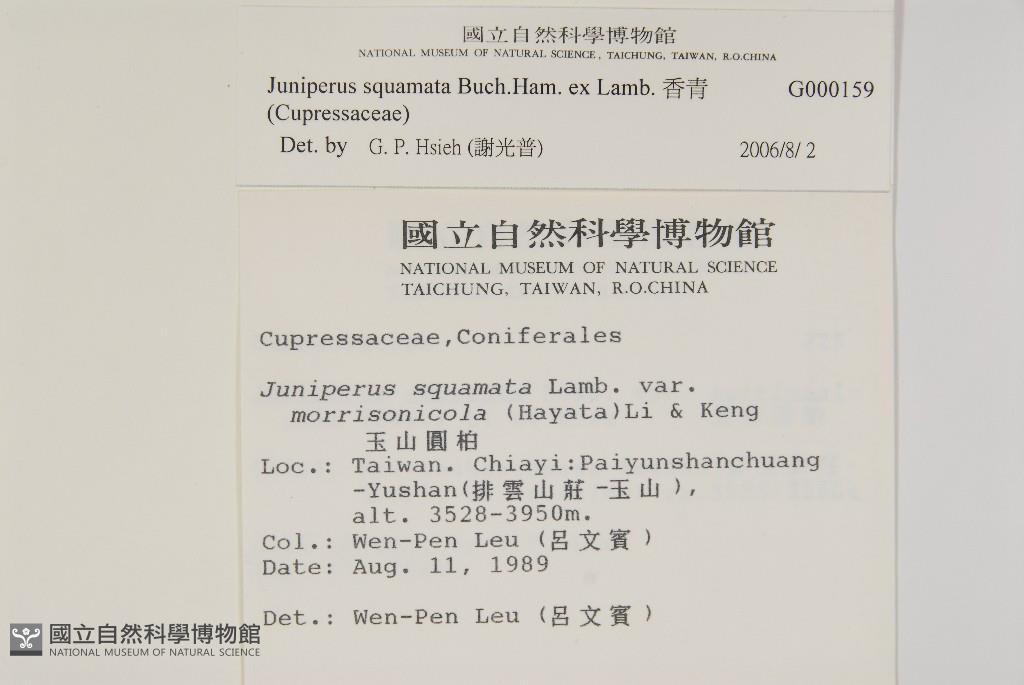 國立自然科學博物館
NATIONAL MUSEUM OF NATURAL SCIENCE, TAICHUNG, TAIWAN, R.O.CHINA
Juniperus squamata Buch.Ham. ex Lamb. 香青 G000159
(Cupressaceae)
Det. by G. P. Hsieh (謝光普) 2006/8/ 2
國立自然科學博物館
NATIONAL MUSEUM OF NATURAL SCIENCE
TAICHUNG, TAIWAN, R.O.CHINA
Cupressaceae,Coniferales
Juniperus squamata Lamb. var.
morrisonicola (Hayata)Li & Keng
玉山圓柏
Loc.: Taiwan. Chiayi:Paiyunshanchuang
-Yushan(排雲山莊-玉山),
alt. 3528-3950m.
Col.: Wen-Pen Leu (呂文賓)
Date: Aug. 11, 1989
Det.: Wen-Pen Leu (呂文賓)
國立自然科學博物館
NATIONAL MUSEUM OF NATURAL SCIENCE